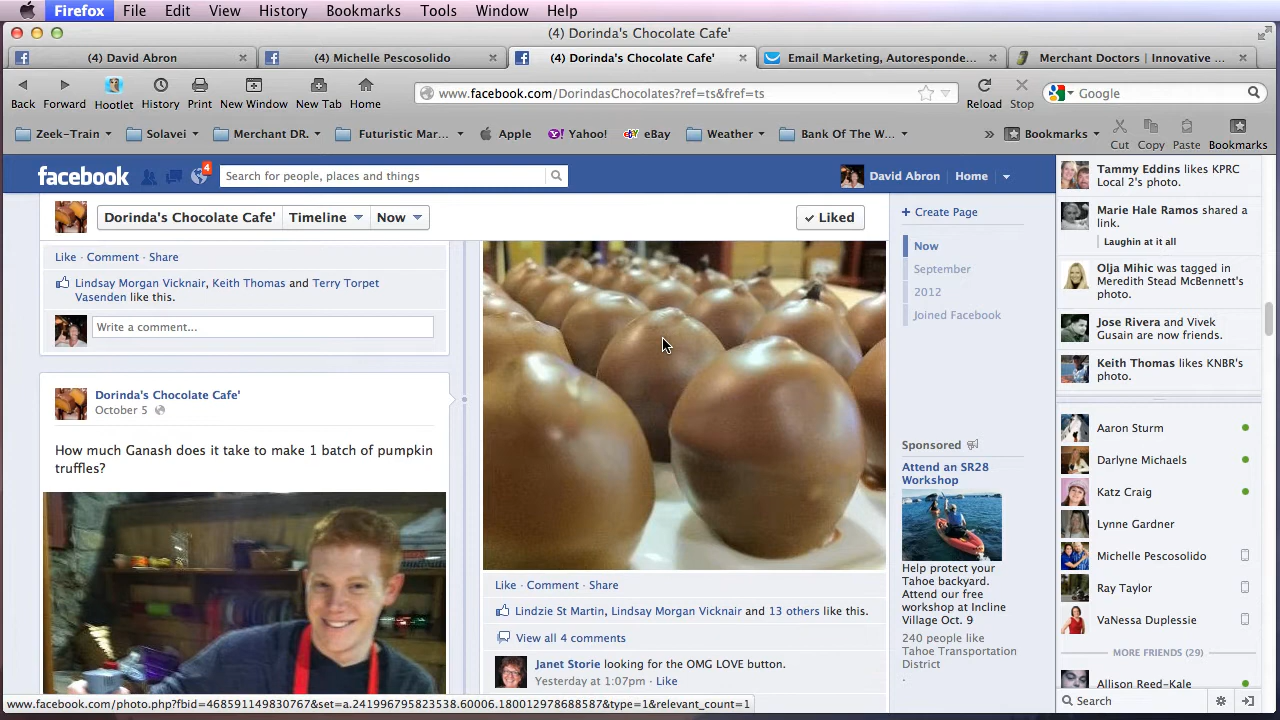 Firefox File Edit View History Bookmarks Tools Window Help
(4) Dorinda's Chocolate Cafe'
(4) David Abron
(4) Michelle Pescosolido
(4) Dorinda's Chocolate Cafe'
Email Marketing, Autoresponde...
Merchant Doctors | Innovative ...
Back Forward Hootlet History Print New Window New Tab Home
www.facebook.com/DorindasChocolates?ref=ts&fref=ts
Reload Stop
Google
Zeek-Train Solavei Merchant DR. Futuristic Mar... Apple Yahoo! eBay Weather Bank Of The W... » Bookmarks Cut Copy Paste Bookmarks
facebook
4
Search for people, places and things
David Abron Home
Dorinda's Chocolate Cafe' Timeline Now
Liked
Like · Comment · Share
Lindsay Morgan Vicknair, Keith Thomas and Terry Torpet
Vasenden like this.
Write a comment...
Dorinda's Chocolate Cafe'
October 5
How much Ganash does it take to make 1 batch of pumpkin
truffles?
Like · Comment · Share
Lindzie St Martin, Lindsay Morgan Vicknair and 13 others like this.
View all 4 comments
Janet Storie looking for the OMG LOVE button.
Yesterday at 1:07pm · Like
+ Create Page
Now
September
2012
Joined Facebook
Sponsored
Attend an SR28
Workshop
Help protect your
Tahoe backyard.
Attend our free
workshop at Incline
Village Oct. 9
240 people like
Tahoe Transportation
District
.
Tammy Eddins likes KPRC
Local 2's photo.
Marie Hale Ramos shared a
link.
Laughin at it all
Olja Mihic was tagged in
Meredith Stead McBennett's
photo.
Jose Rivera and Vivek
Gusain are now friends.
Keith Thomas likes KNBR's
photo.
Aaron Sturm
Darlyne Michaels
Katz Craig
Lynne Gardner
Michelle Pescosolido
Ray Taylor
VaNessa Duplessie
MORE FRIENDS (29)
Allison Reed-Kale
Search
www.facebook.com/photo.php?fbid=468591149830767&set=a.241996795823538.60006.180012978688587&type=1&relevant_count=1